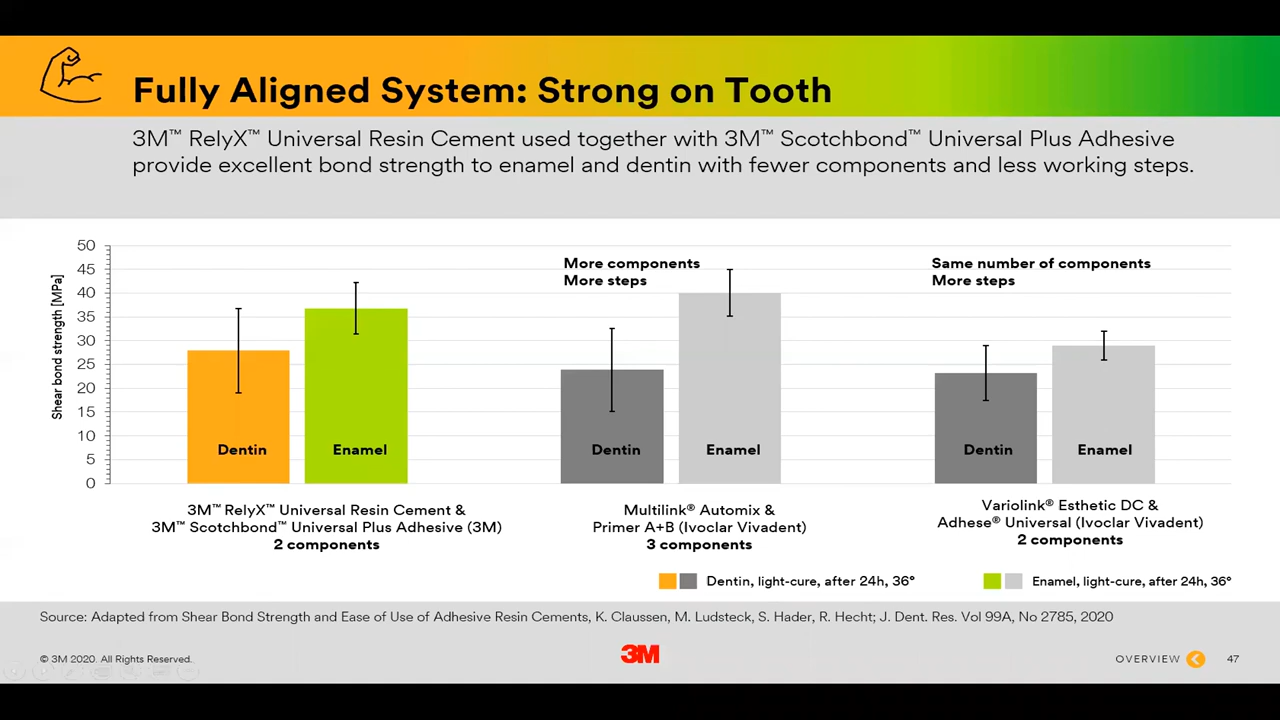 Fully Aligned System: Strong on Tooth
3M™ RelyX™ Universal Resin Cement used together with 3M™ Scotchbond™ Universal Plus Adhesive
provide excellent bond strength to enamel and dentin with fewer components and less working steps.
Shear bond strength [MPa]
50
45
40
35
30
25
20
15
10
5
0
More components
More steps
Same number of components
More steps
Dentin
Enamel
Dentin
Enamel
Dentin
Enamel
3M™ RelyX™ Universal Resin Cement &
3M™ Scotchbond™ Universal Plus Adhesive (3M)
2 components
Multilink® Automix &
Primer A+B (Ivoclar Vivadent)
3 components
Variolink® Esthetic DC &
Adhese® Universal (Ivoclar Vivadent)
2 components
Dentin, light-cure, after 24h, 36°
Enamel, light-cure, after 24h, 36°
Source: Adapted from Shear Bond Strength and Ease of Use of Adhesive Resin Cements, K. Claussen, M. Ludsteck, S. Hader, R. Hecht; J. Dent. Res. Vol 99A, No 2785, 2020
© 3M 2020. All Rights Reserved.
3M
OVERVIEW
47